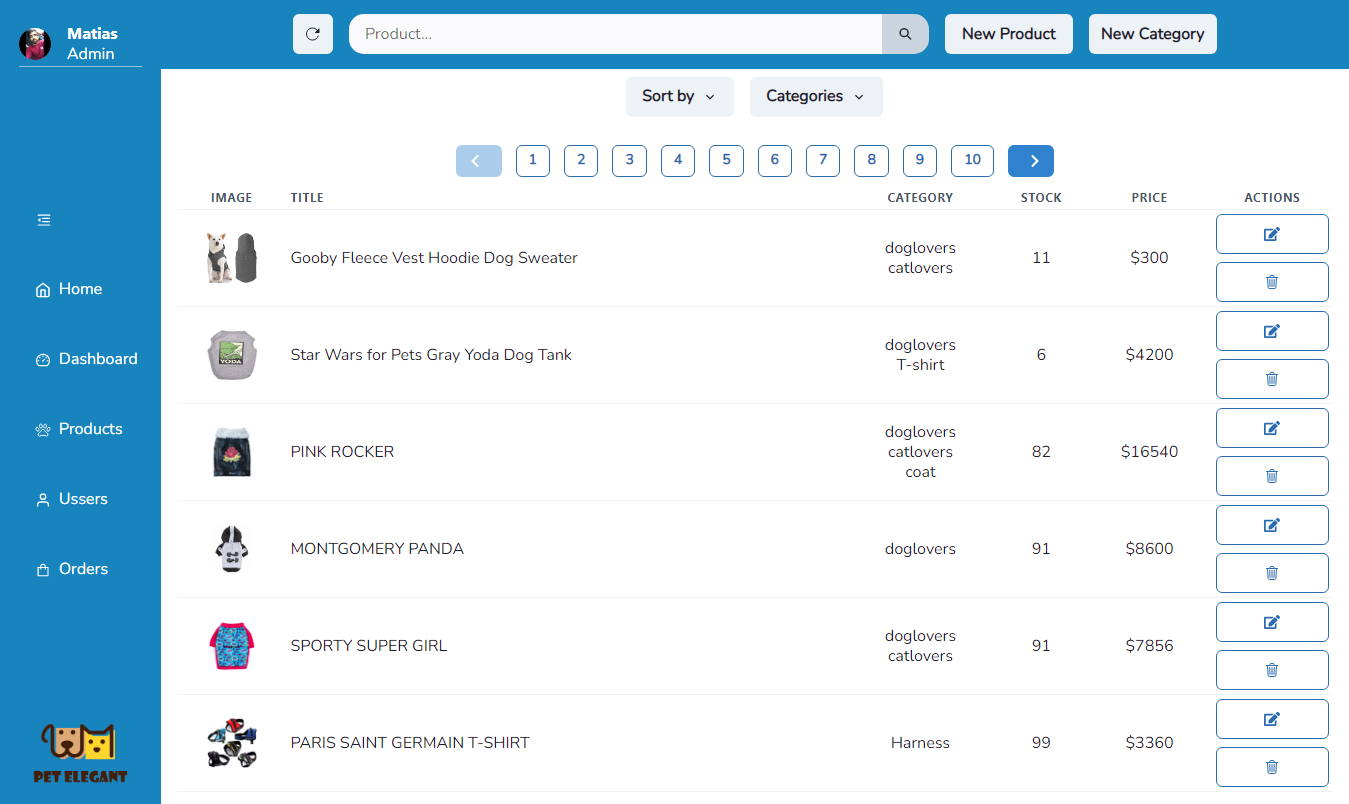 Matias
Admin
Product...
New Product
New Category
Sort by
Categories
1 2 3 4 5 6 7 8 9 10
IMAGE TITLE CATEGORY STOCK PRICE ACTIONS
Gooby Fleece Vest Hoodie Dog Sweater doglovers catlovers 11 $300
YODA
Star Wars for Pets Gray Yoda Dog Tank doglovers T-shirt 6 $4200
PINK ROCKER doglovers catlovers coat 82 $16540
MONTGOMERY PANDA doglovers 91 $8600
SPORTY SUPER GIRL doglovers catlovers 91 $7856
PARIS SAINT GERMAIN T-SHIRT Harness 99 $3360
Home
Dashboard
Products
Ussers
Orders
PET ELEGANT